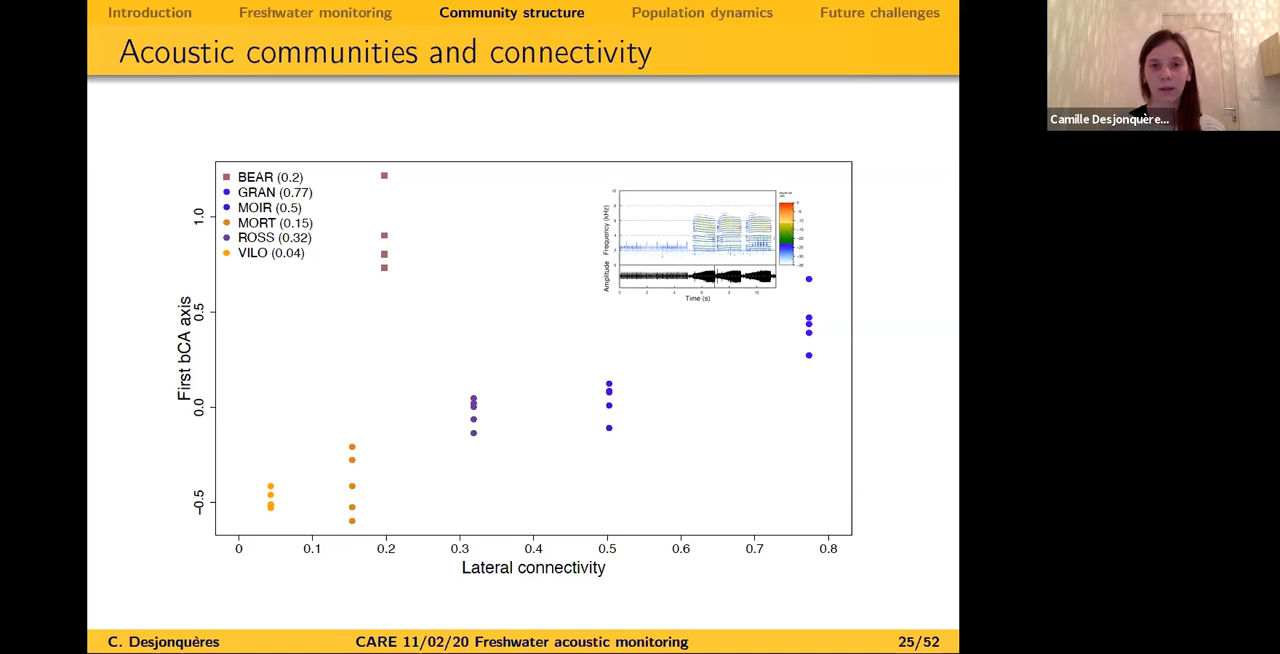 Introduction Freshwater monitoring Community structure Population dynamics Future challenges
Acoustic communities and connectivity
Camille Desjonquère...
BEAR (0.2)
GRAN (0.77)
MOIR (0.5)
MORT (0.15)
ROSS (0.32)
VILO (0.04)
First bCA axis
1.0
0.5
0.0
−0.5
Frequency (kHz)
Amplitude
Time (s)
0 0.1 0.2 0.3 0.4 0.5 0.6 0.7 0.8
Lateral connectivity
C. Desjonquères CARE 11/02/20 Freshwater acoustic monitoring 25/52